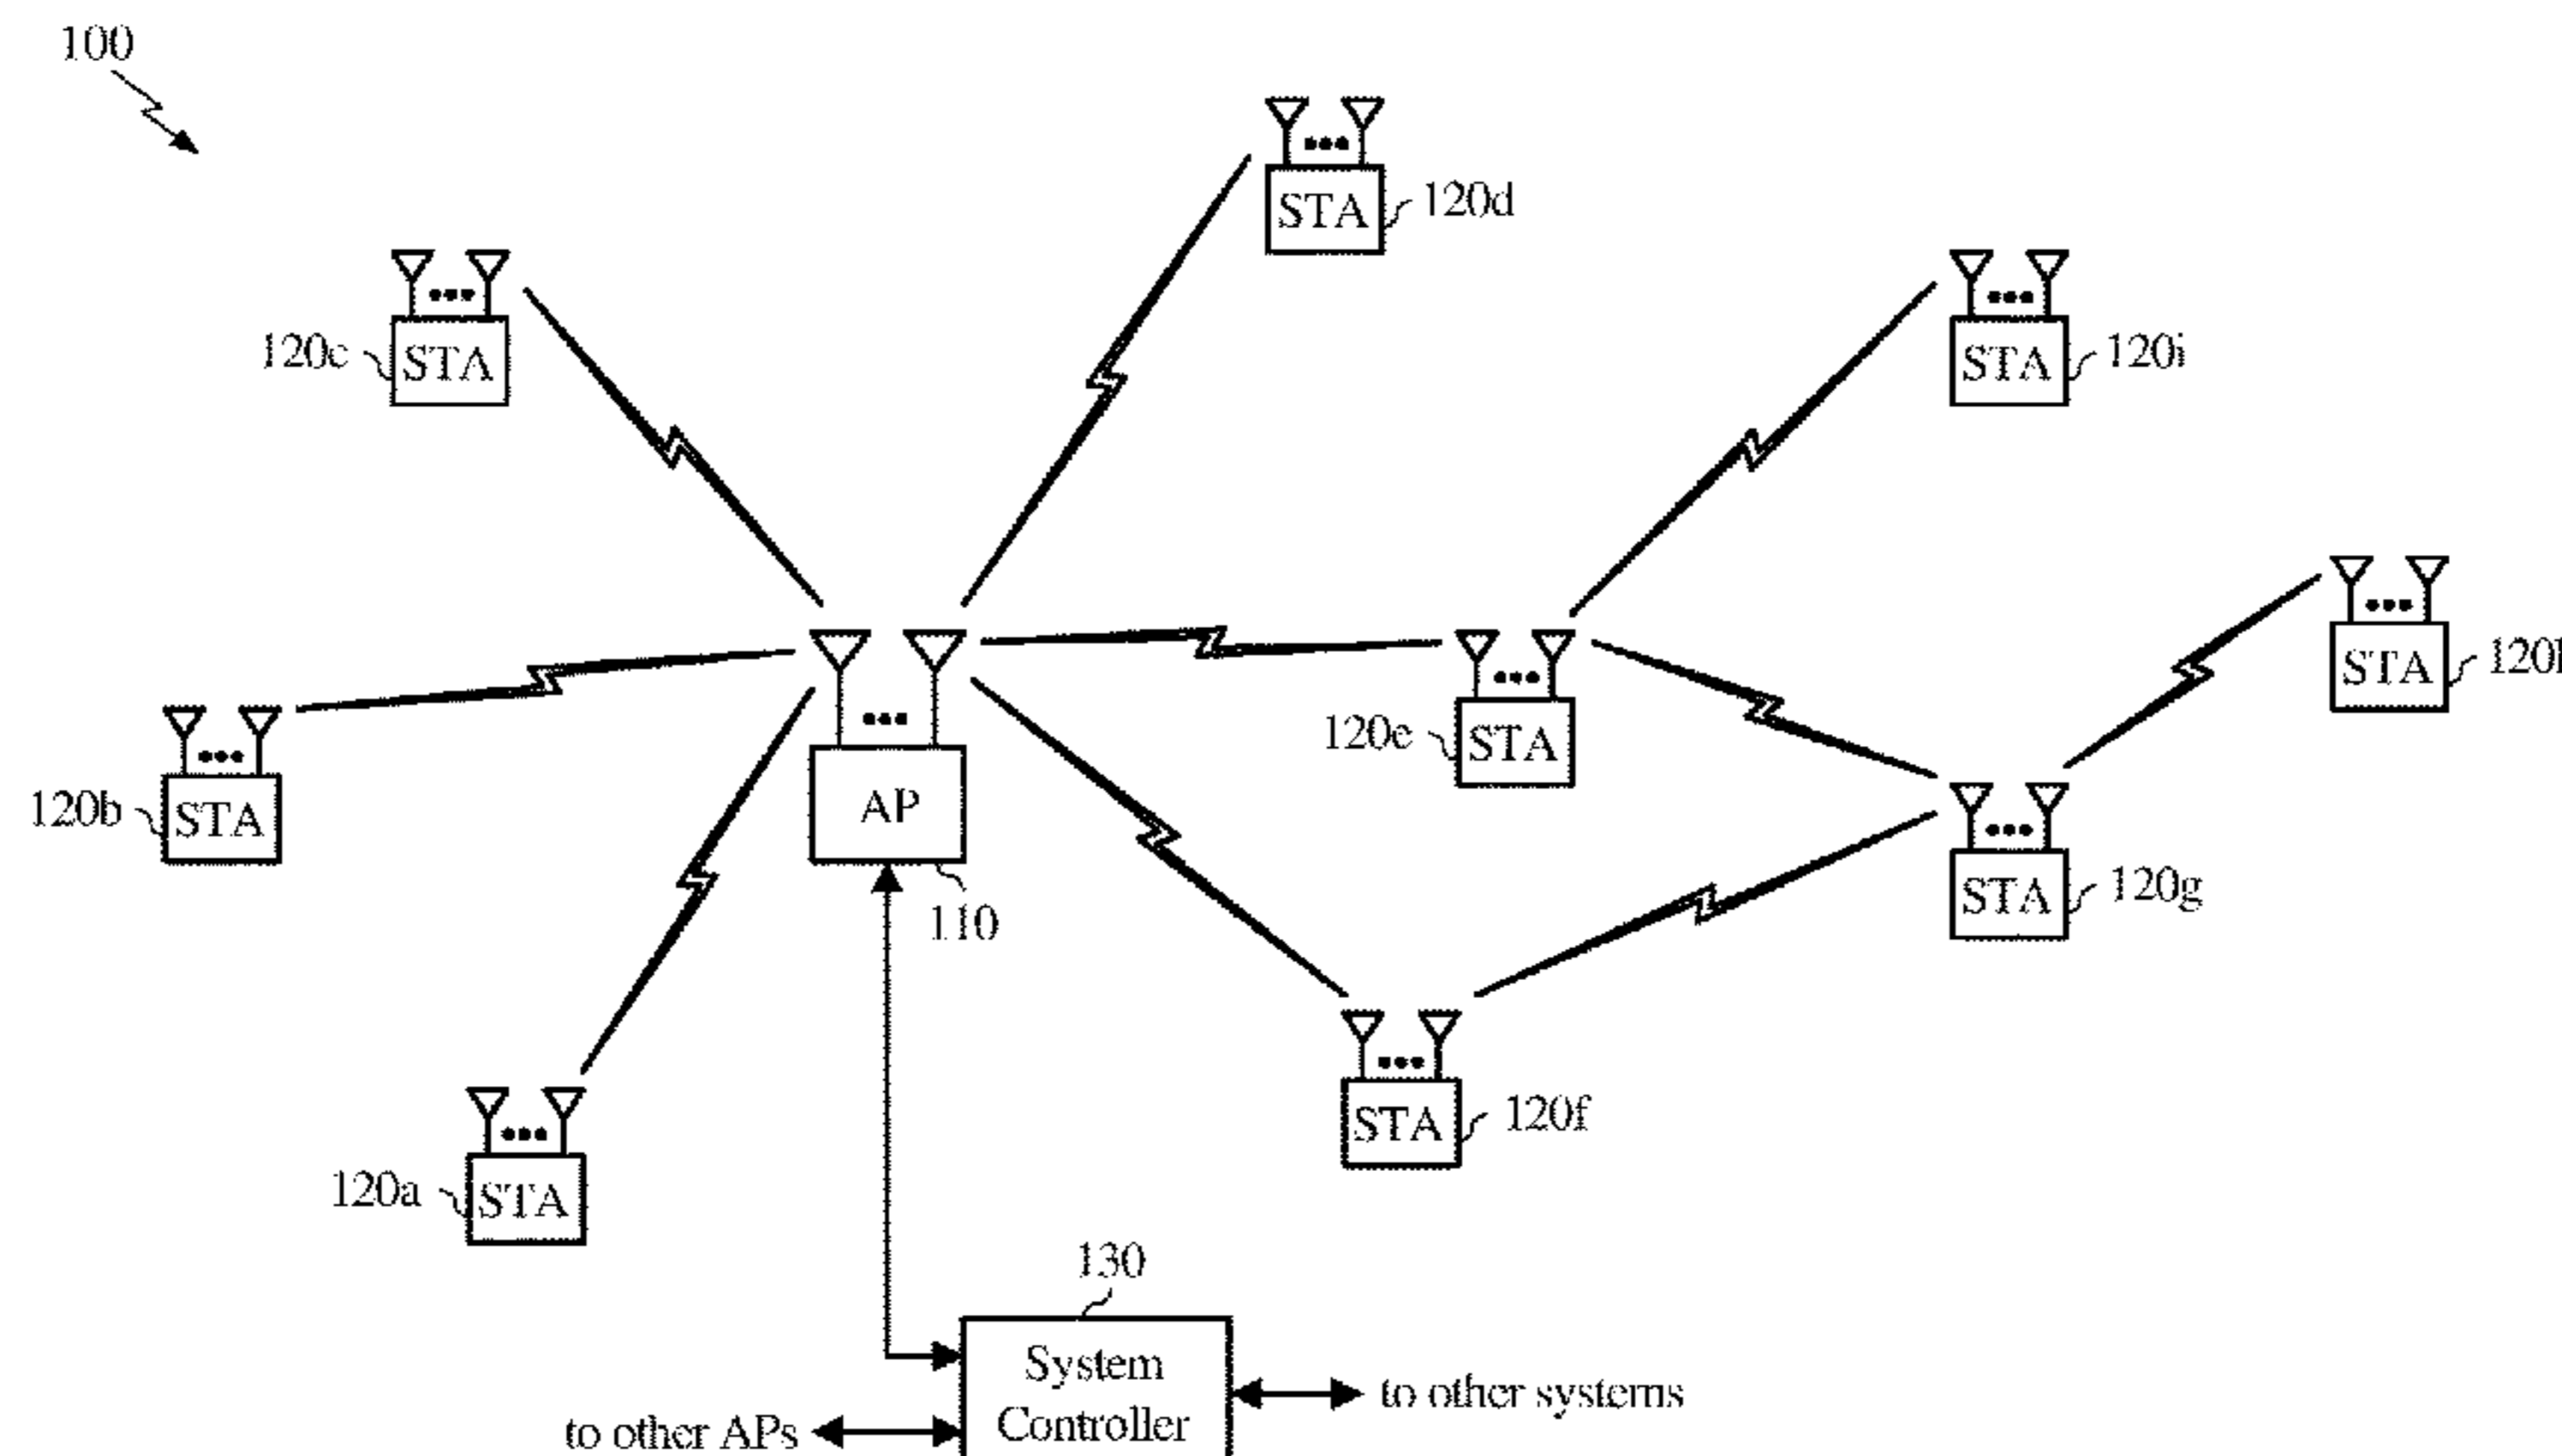 100
STA
120d
120c
STA
STA
120i
STA
120e
STA
120b
STA
AP
STA
120g
110
STA
120f
120a
STA
130
System
Controller
to other systems
to other APs